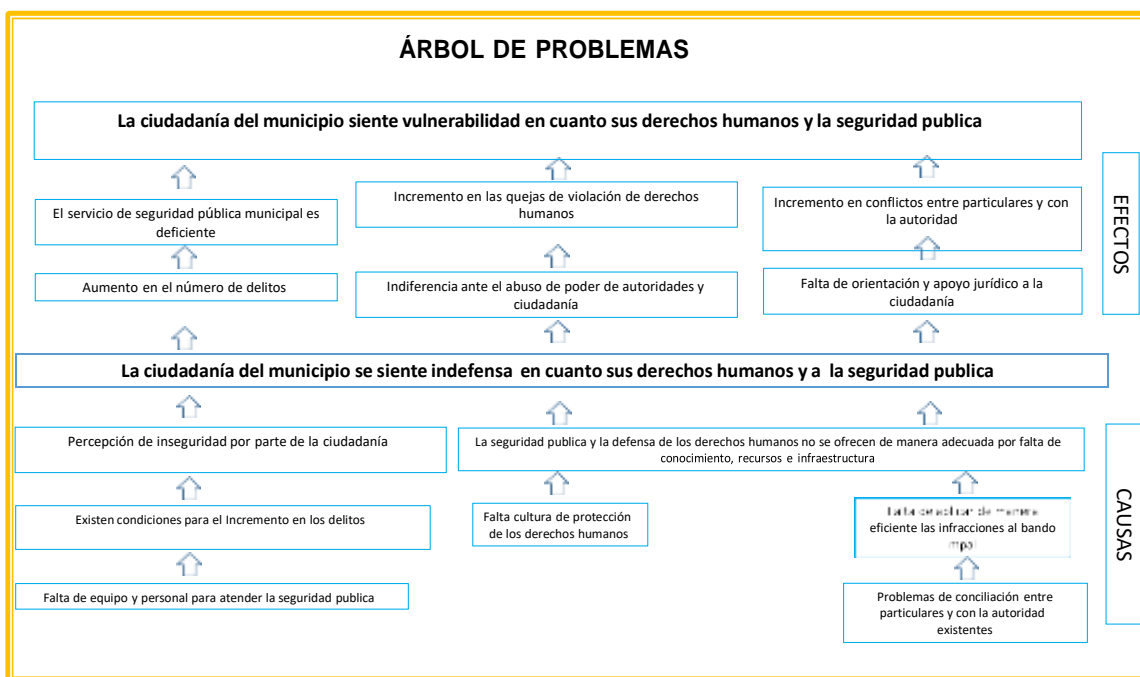 ÁRBOL DE PROBLEMAS
La ciudadanía del municipio siente vulnerabilidad en cuanto sus derechos humanos y la seguridad publica
El servicio de seguridad pública municipal es
deficiente
Incremento en las quejas de violación de derechos
humanos
Incremento en conflictos entre particulares y con
la autoridad
EFECTOS
Aumento en el número de delitos
Indiferencia ante el abuso de poder de autoridades y
ciudadanía
Falta de orientación y apoyo jurídico a la
ciudadanía
La ciudadanía del municipio se siente indefensa en cuanto sus derechos humanos y a la seguridad publica
Percepción de inseguridad por parte de la ciudadanía
La seguridad publica y la defensa de los derechos humanos no se ofrecen de manera adecuada por falta de
conocimiento, recursos e infraestructura
CAUSAS
Existen condiciones para el Incremento en los delitos
Falta cultura de protección
de los derechos humanos
Falta de aplicar de manera
eficiente las infracciones al bando
mpal
Falta de equipo y personal para atender la seguridad publica
Problemas de conciliación entre
particulares y con la autoridad
existentes